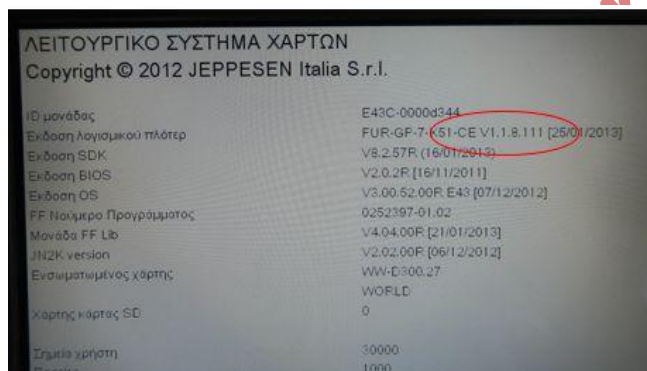 ΛΕΙΤΟΥΡΓΙΚΟ ΣΥΣΤΗΜΑ ΧΑΡΤΩΝ
Copyright © 2012 JEPPESEN Italia S.r.l.
ID μονάδας E43C-0000d344
Έκδοση λογισμικού πλότερ FUR-GP-7-K51-CE V1.1.8.111 [25/01/2013]
Έκδοση SDK V8.2.57R (16/01/2013)
Έκδοση BIOS V2.0.2R [16/11/2011]
Έκδοση OS V3.00.52.00R E43 [07/12/2012]
FF Νούμερο Προγράμματος 0252397-01.02
Μονάδα FF Lib V4.04.00R [21/01/2013]
JN2K version V2.02.00R [06/12/2012]
Ενσωματωμένος χάρτης WW-D300.27
WORLD
Χάρτης κάρτας SD 0
Σημεία χρήστη 30000
1000